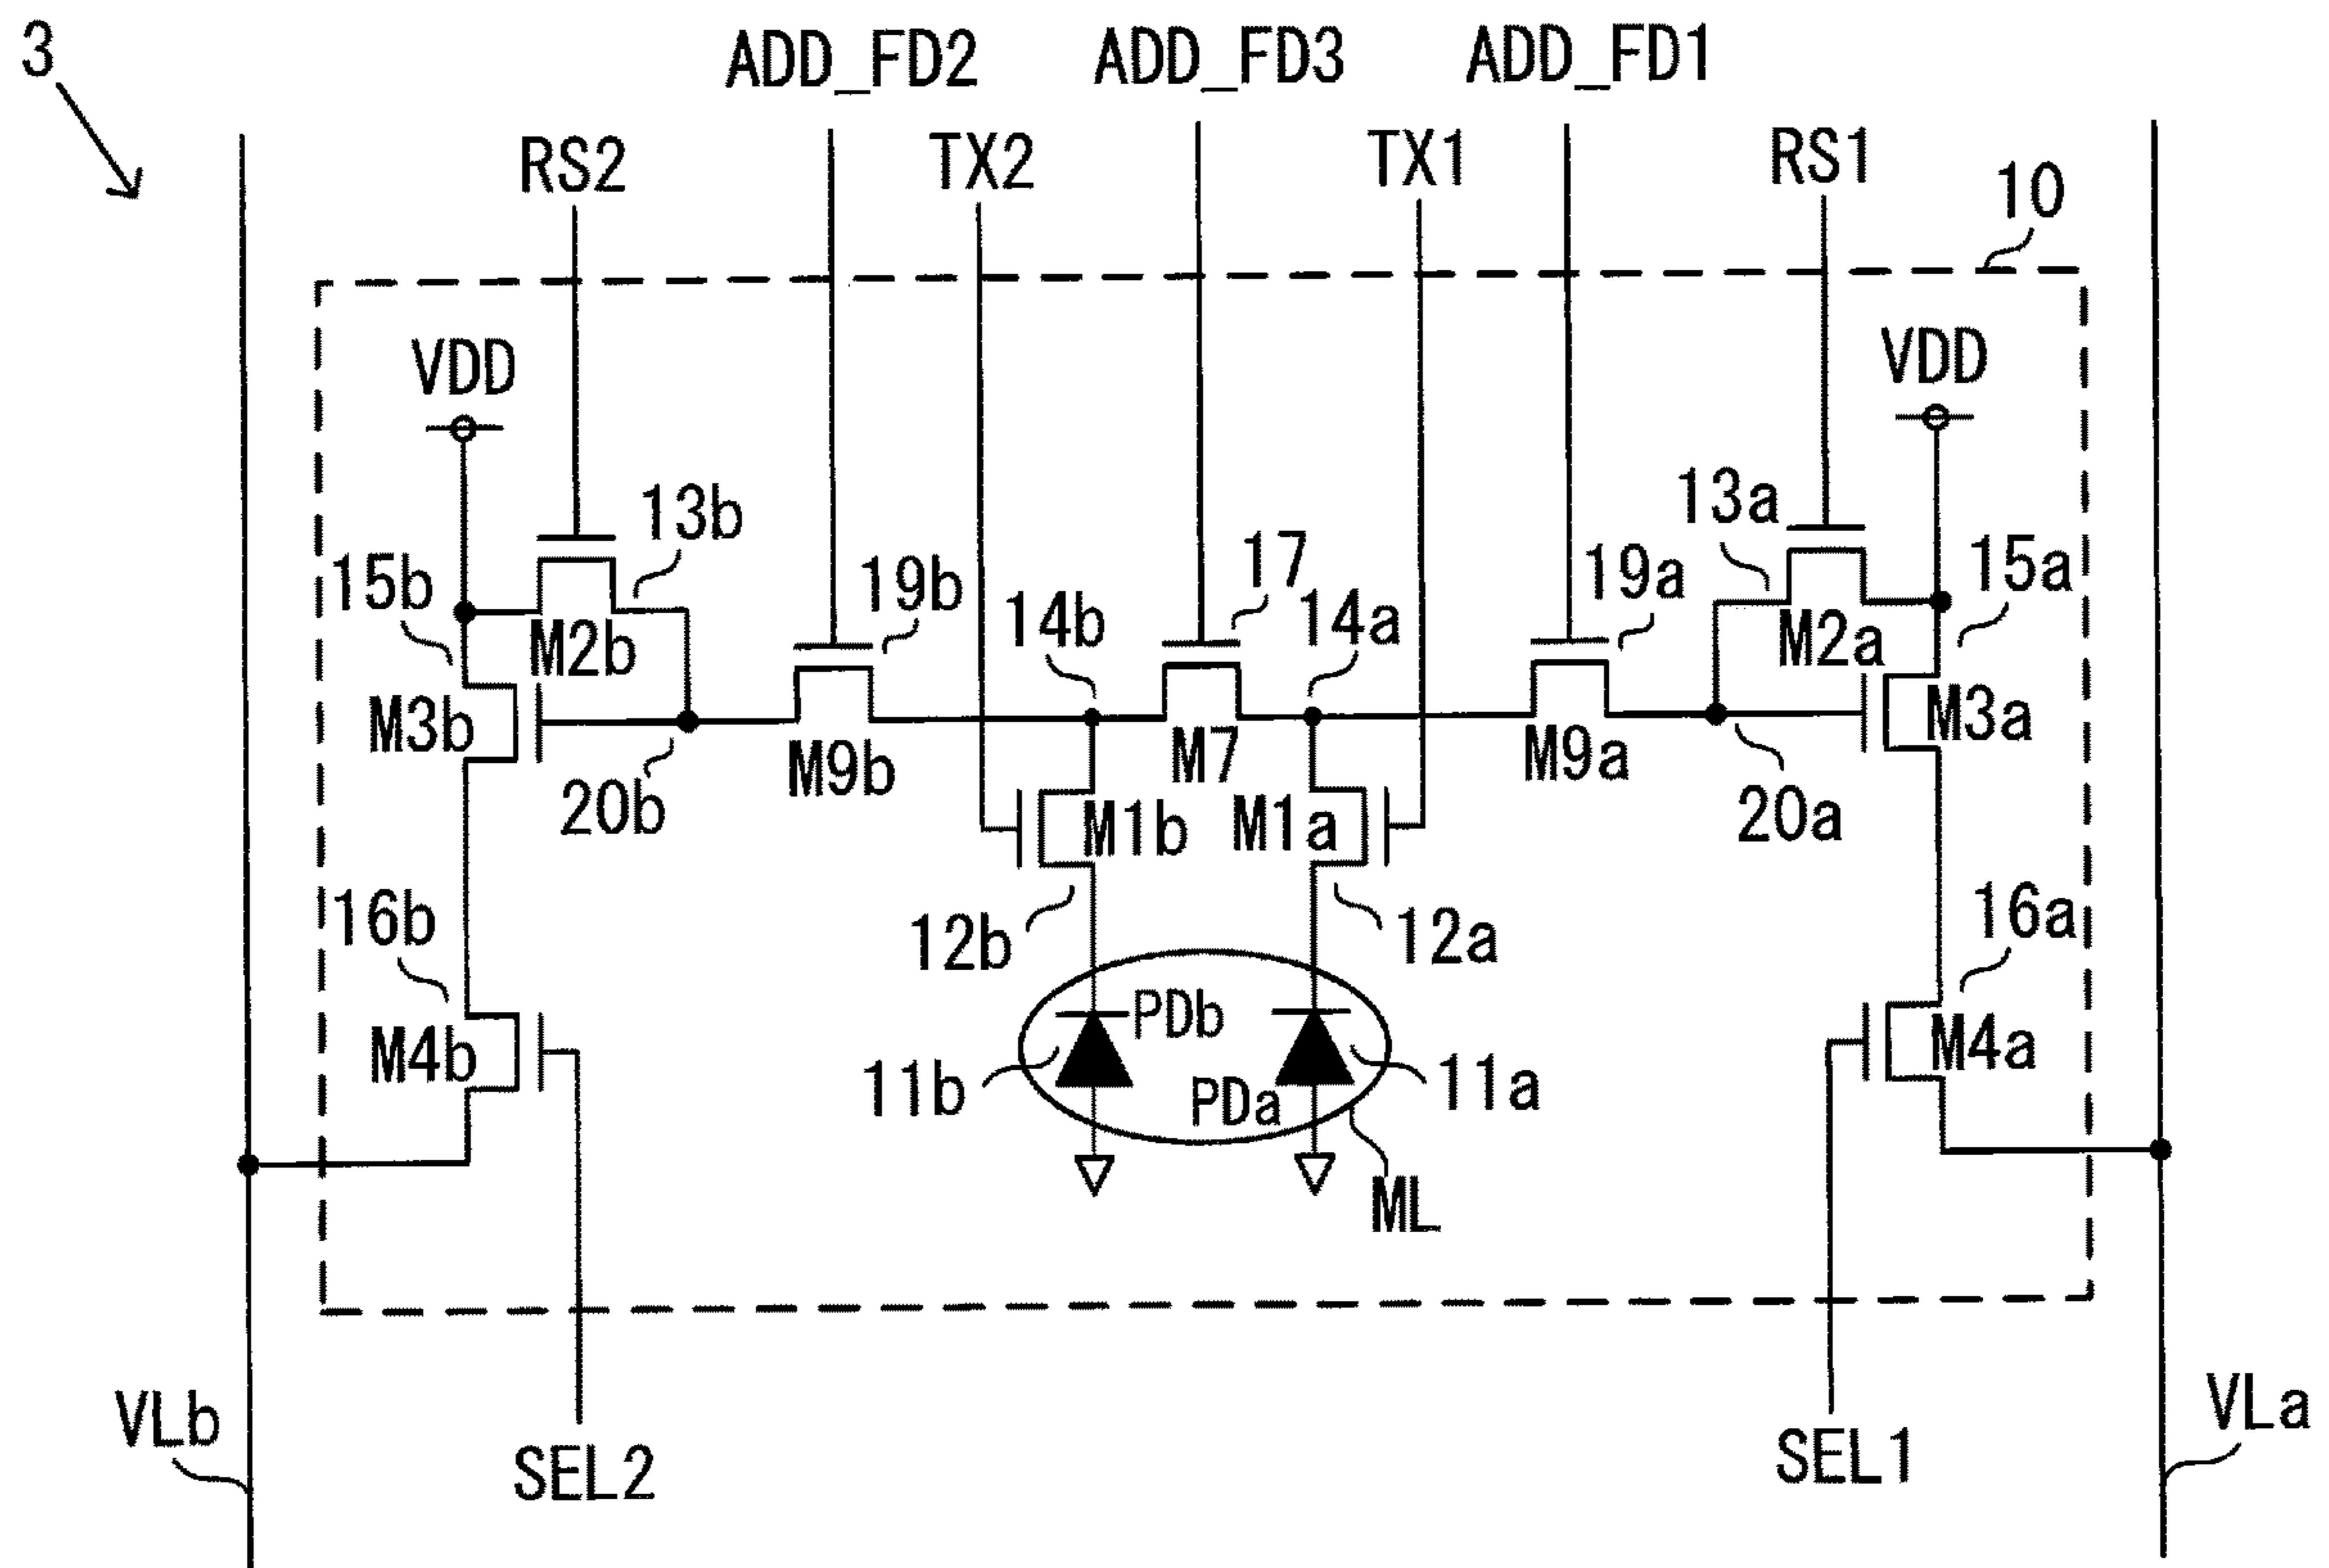 3
ADD_FD2 ADD_FD3 ADD_FD1
RS2 TX2 TX1 RS1
10
VDD VDD
13b 13a
15b 19b 14b 17 14a 19a 15a
M2b M2a
M3b M9b M7 M9a M3a
20b M1b M1a 20a
16b 12b 12a 16a
PDb
M4b M4a
11b PDa 11a
ML
VLb VLa
SEL2 SEL1